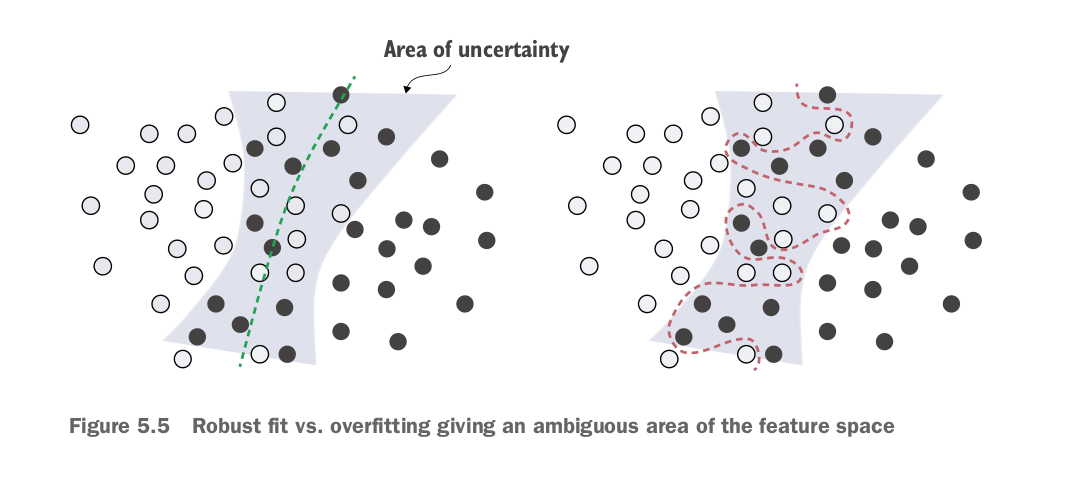 Area of uncertainty
Figure 5.5 Robust fit vs. overfitting giving an ambiguous area of the feature space